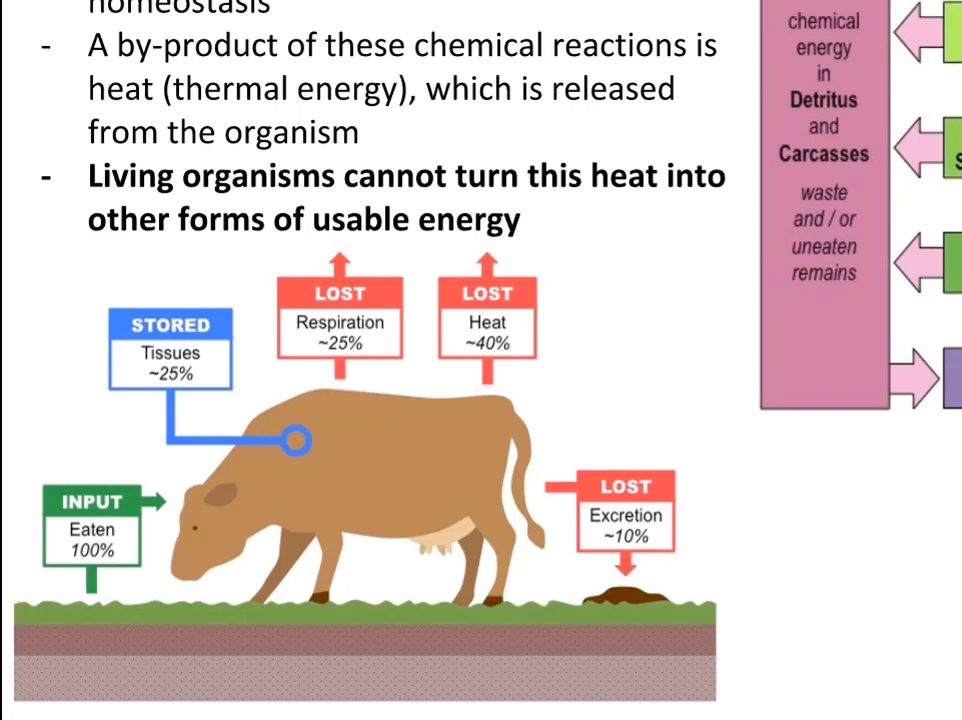 homeostasis
- A by-product of these chemical reactions is
heat (thermal energy), which is released
from the organism
- Living organisms cannot turn this heat into
other forms of usable energy
LOST
Respiration
~25%
LOST
Heat
~40%
STORED
Tissues
~25%
INPUT
Eaten
100%
LOST
Excretion
~10%
chemical
energy
in
Detritus
and
Carcasses
waste
and / or
uneaten
remains